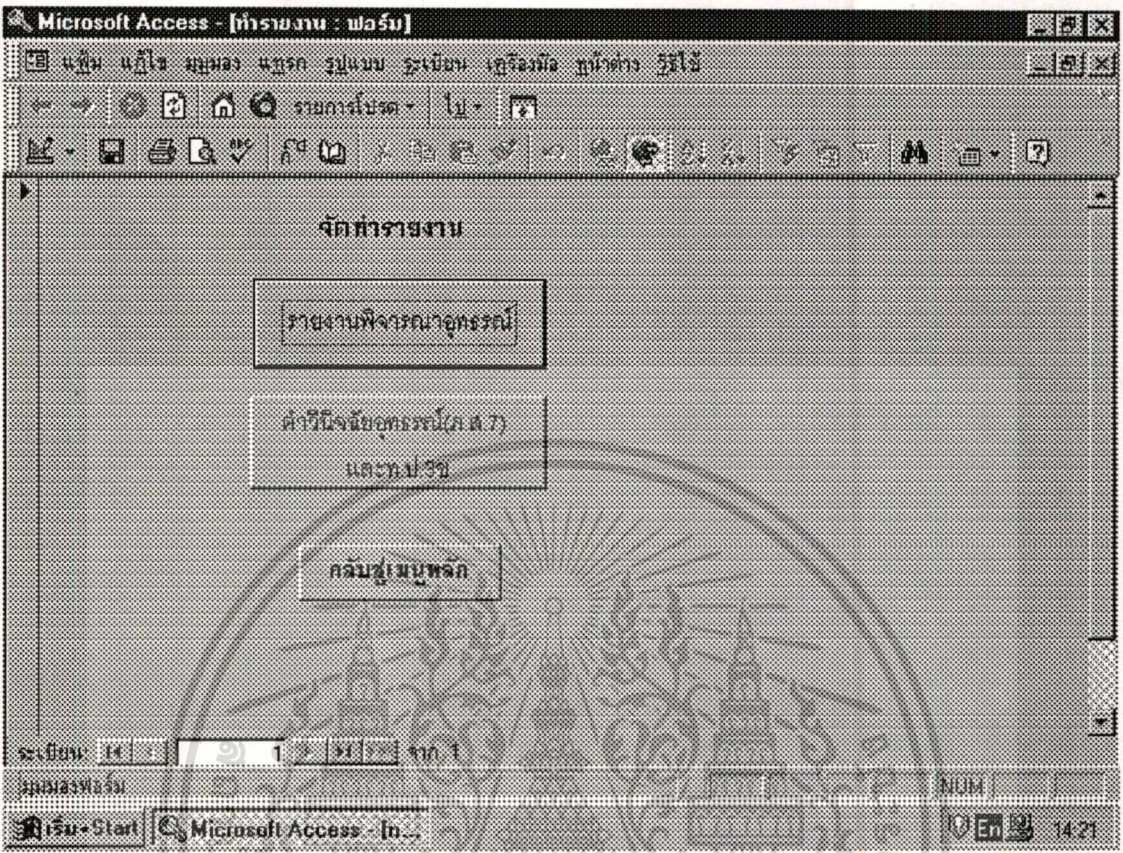 Microsoft Access - [ทำรายงาน : ฟอร์ม]
แฟ้ม แก้ไข มุมมอง แทรก รูปแบบ ระเบียน เครื่องมือ หน้าต่าง วิธีใช้
รายการโปรด ไป
จัดทำรายงาน
รายงานพิจารณาอุทธรณ์
คำวินิจฉัยอุทธรณ์(ภ.ส.7)
และท.ป.3ข
กลับสู่เมนูหลัก
ระเบียน: 1 จาก 1
มุมมองฟอร์ม NUM
เริ่ม-Start Microsoft Access - [ท... En 14:21